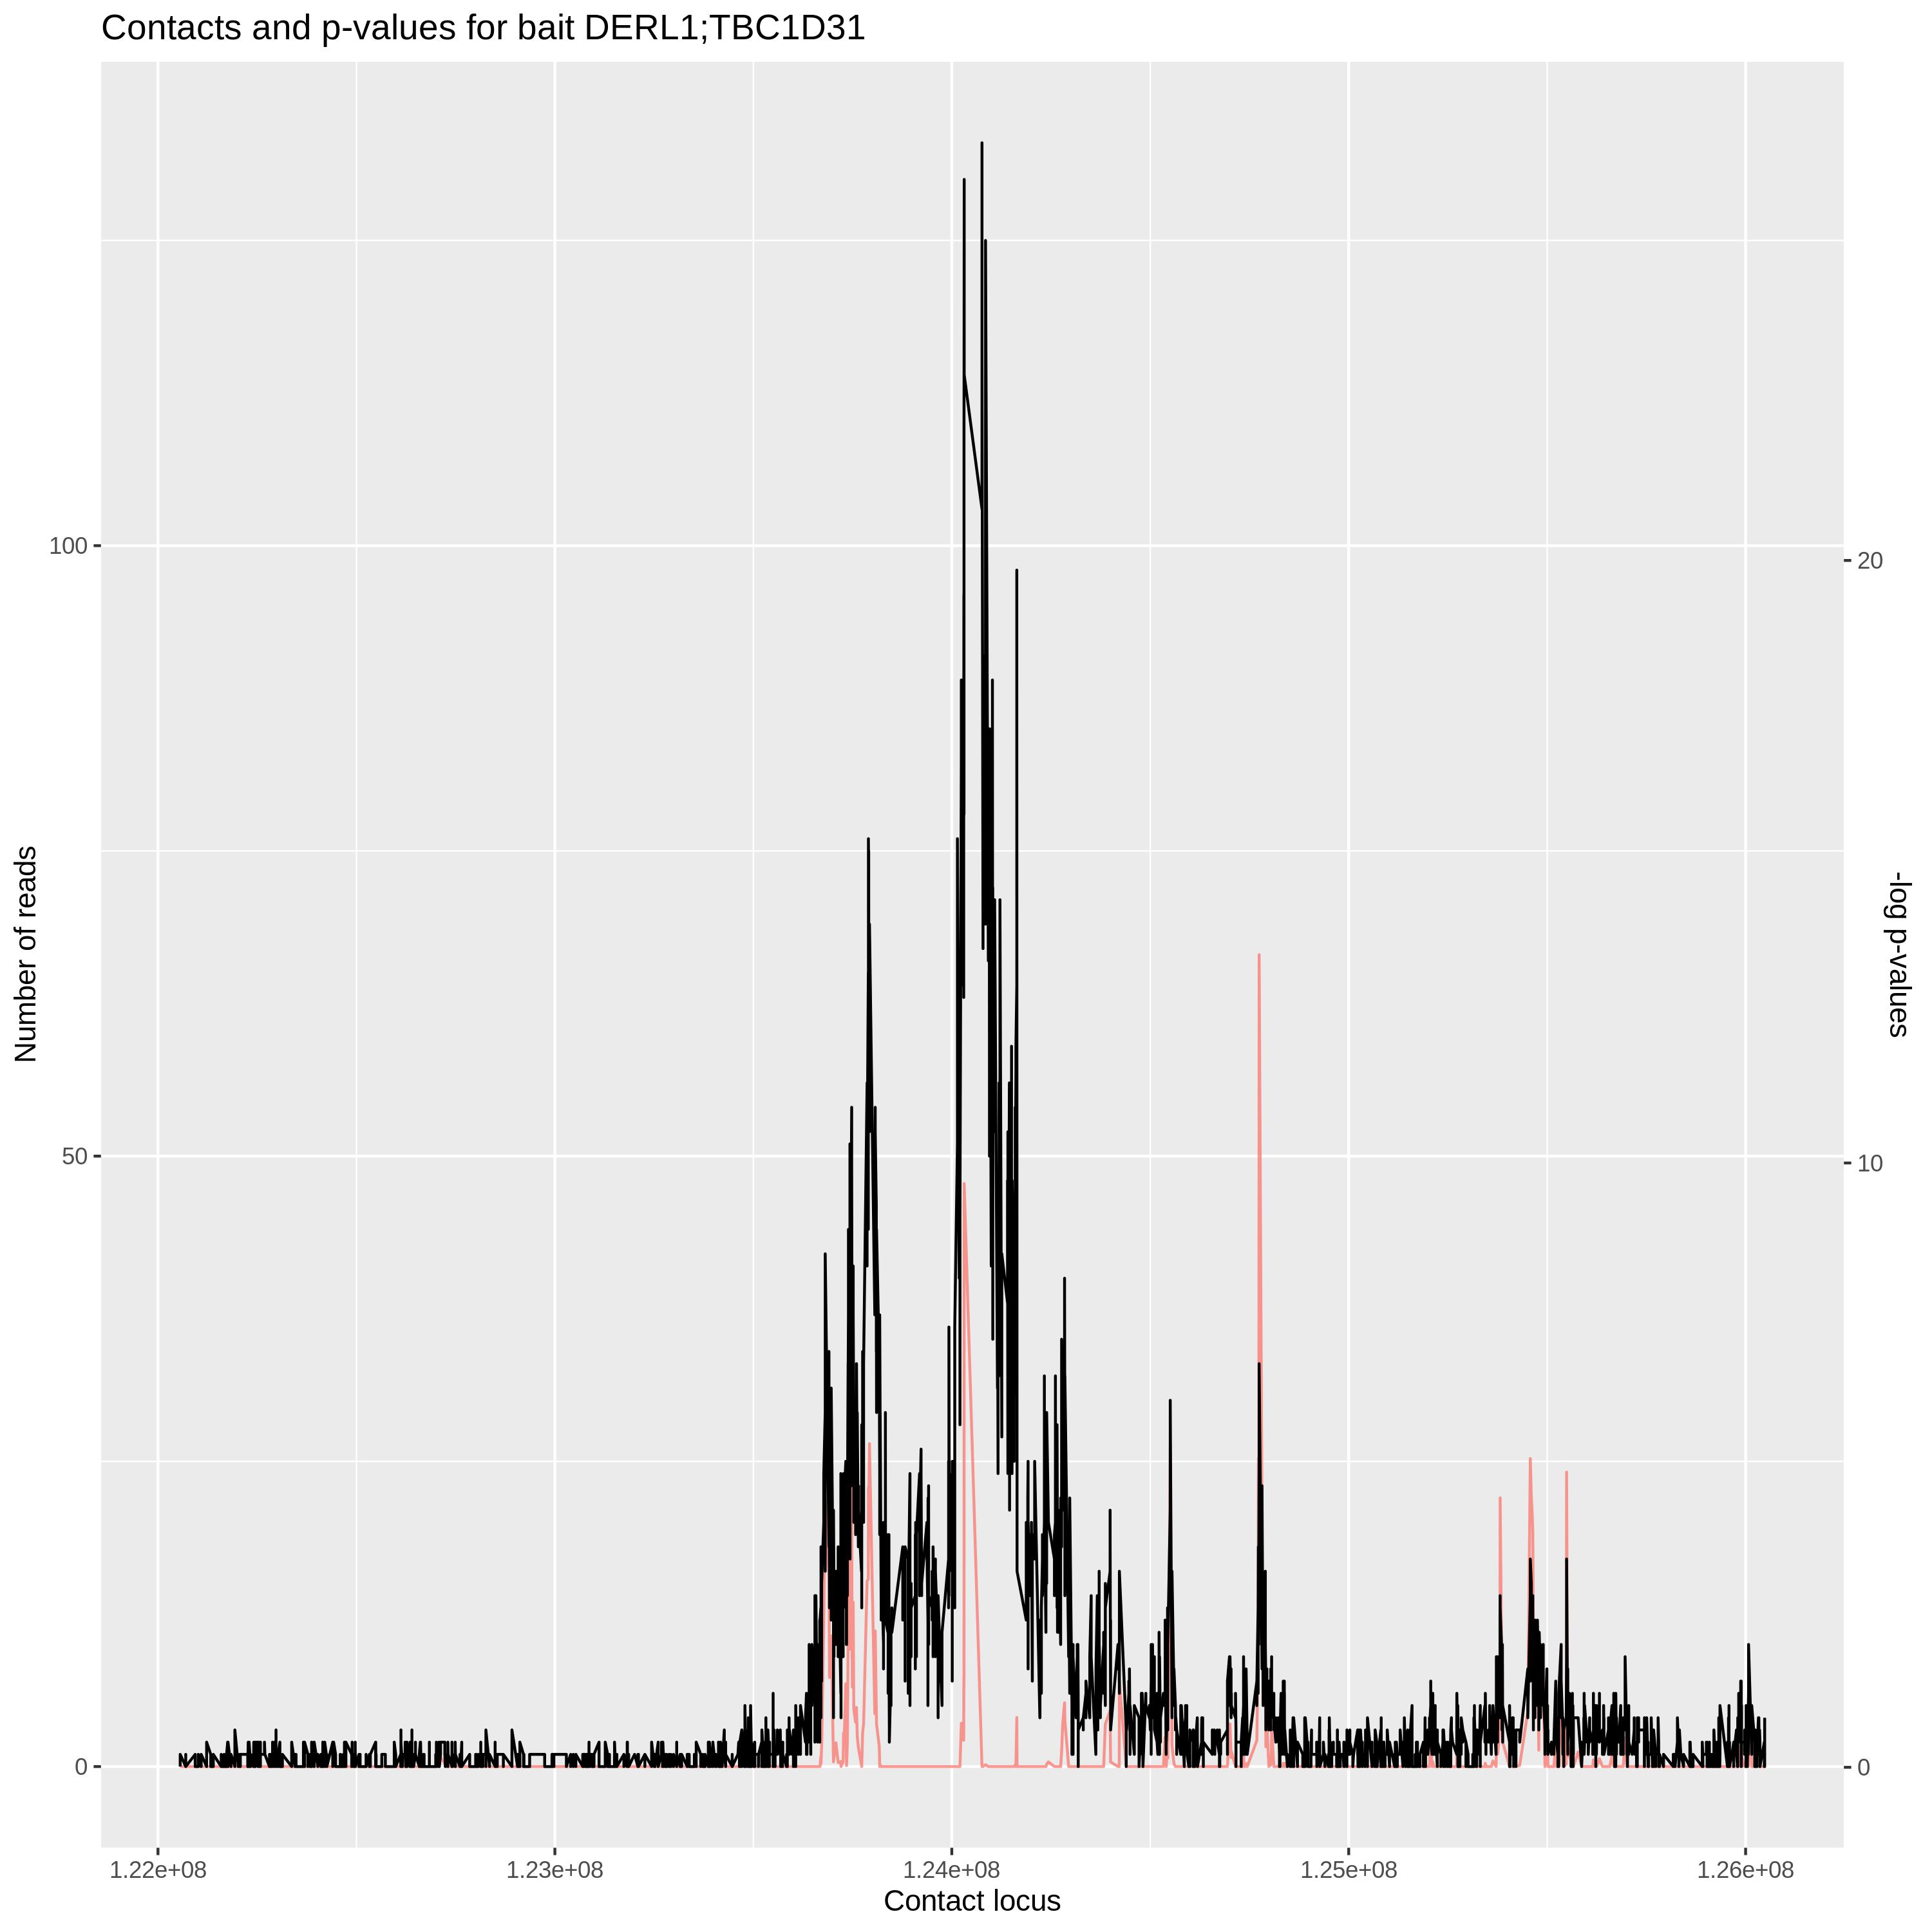 Contacts and p-values for bait DERL1;TBC1D31
100
50
0
Number of reads
20
10
0
-log p-values
1.22e+08 1.23e+08 1.24e+08 1.25e+08 1.26e+08
Contact locus